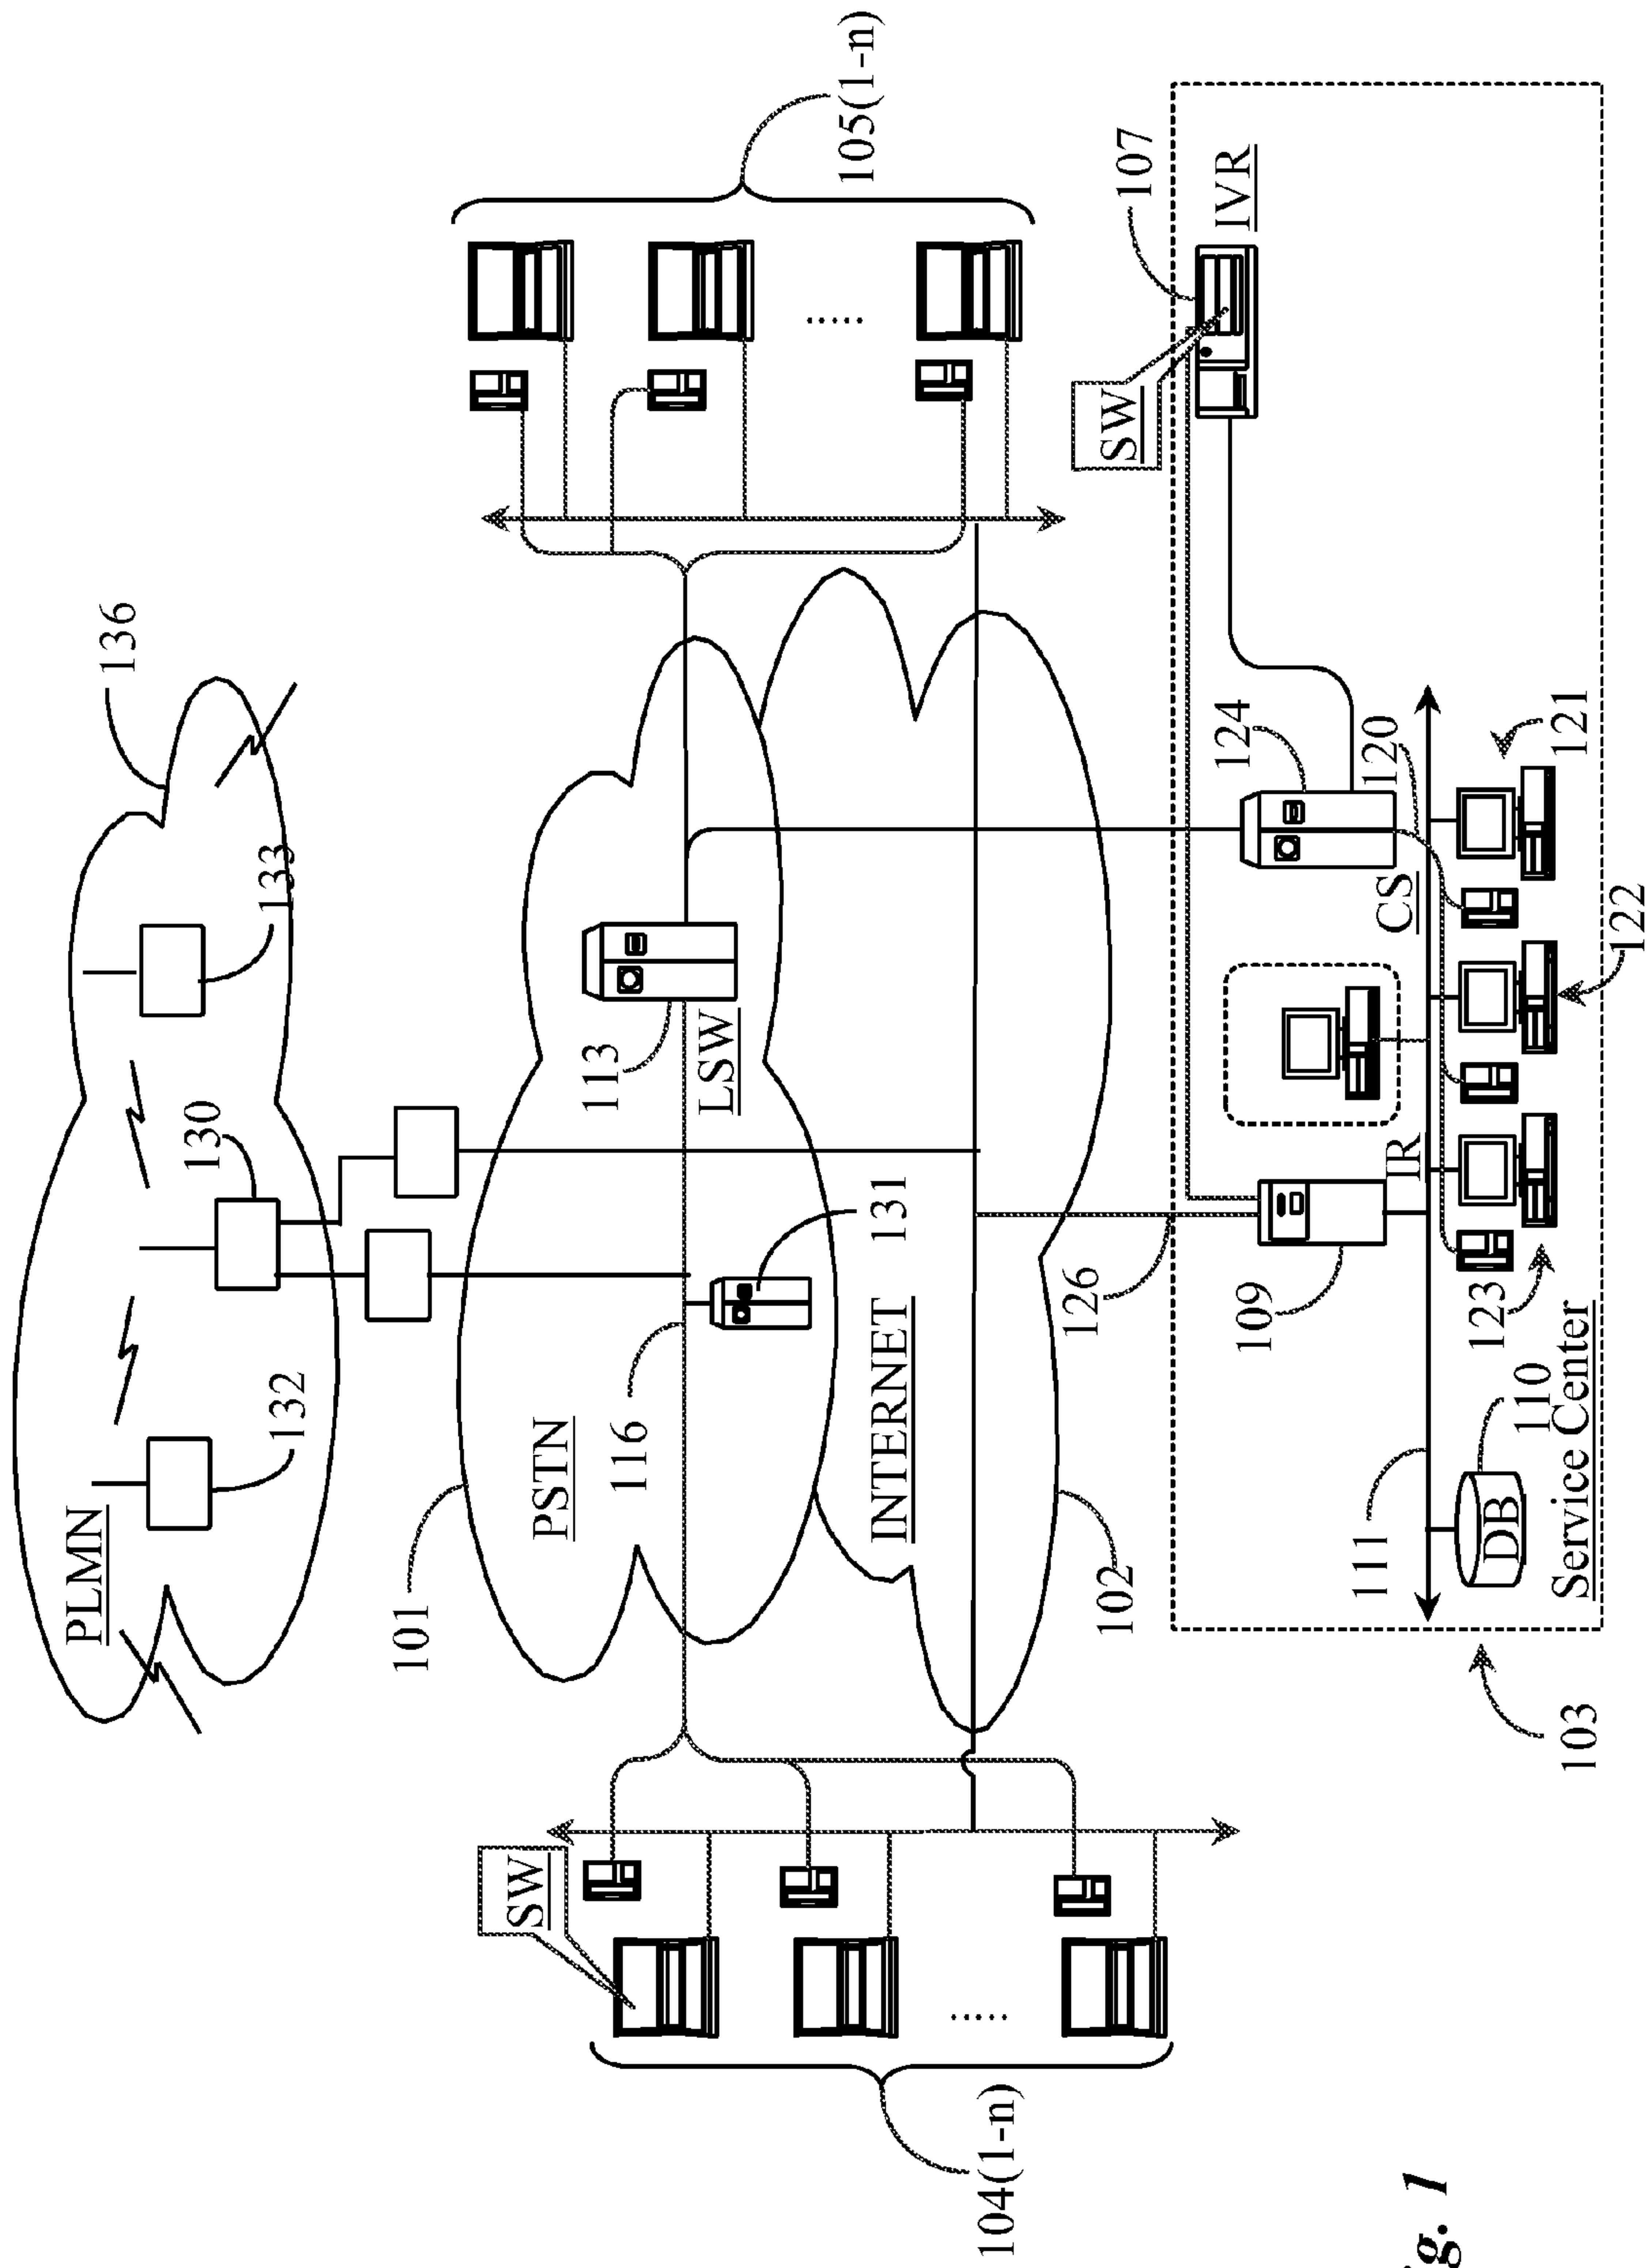 PLMN
132
130
133
136
101
PSTN
116
131
113
LSW
INTERNET
102
SW
104(1-n)
105(1-n)
126
109
IR
CS
124
120
SW
107
IVR
111
DB
110
Service Center
103
123
122
121
g. 1